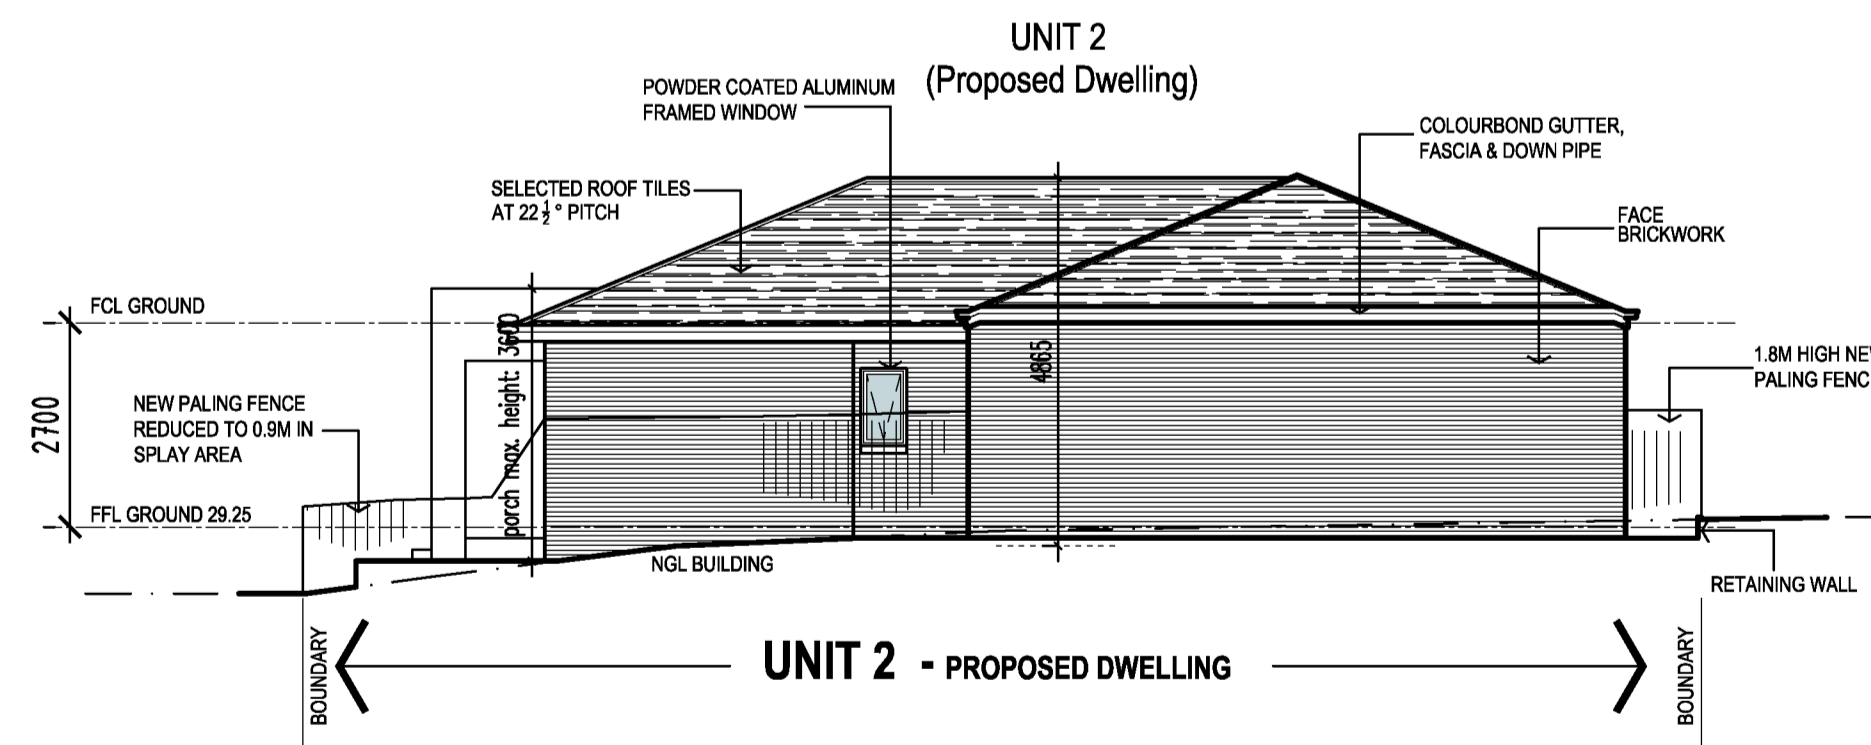 UNIT 2
(Proposed Dwelling)
POWDER COATED ALUMINUM
FRAMED WINDOW
COLOURBOND GUTTER,
FASCIA & DOWN PIPE
SELECTED ROOF TILES
AT 22 1/2 ° PITCH
FACE
BRICKWORK
FCL GROUND
2700
porch max. height: 3600
4865
1.8M HIGH NEW
PALING FENC
NEW PALING FENCE
REDUCED TO 0.9M IN
SPLAY AREA
FFL GROUND 29.25
NGL BUILDING
RETAINING WALL
BOUNDARY
UNIT 2 - PROPOSED DWELLING
BOUNDARY